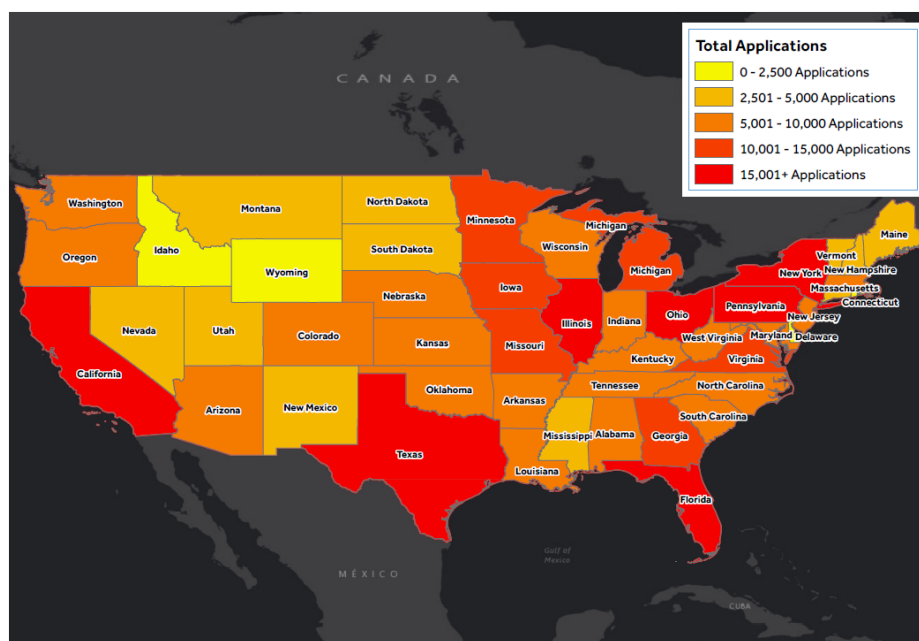 Total Applications
0 - 2,500 Applications
2,501 - 5,000 Applications
5,001 - 10,000 Applications
10,001 - 15,000 Applications
15,001+ Applications
CANADA
Washington
Montana
North Dakota
Minnesota
Michigan
Maine
Oregon
Idaho
South Dakota
Wisconsin
Michigan
Vermont
New York
New Hampshire
Wyoming
Iowa
Massachusetts
Connecticut
Nebraska
Pennsylvania
Nevada
Utah
Colorado
Kansas
Illinois
Indiana
Ohio
New Jersey
Maryland
Delaware
West Virginia
Virginia
California
Missouri
Kentucky
Arizona
New Mexico
Oklahoma
Arkansas
Tennessee
North Carolina
South Carolina
Texas
Louisiana
Mississippi
Alabama
Georgia
Florida
Gulf of
Mexico
MÉXICO
CUBA